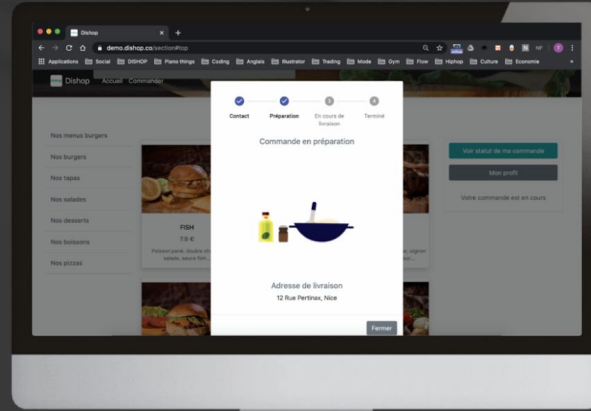 Dishop
demo.dishop.co/section#top
Applications Social DISHOP Piano things Coding Anglais Illustrator Trading Mode Gym Flow Hiphop Culture Economie
Dishop Accueil Commander
Contact
Préparation
En cours de
livraison
Terminé
3
4
Commande en préparation
Adresse de livraison
12 Rue Pertinax, Nice
Fermer
Nos menus burgers
Nos burgers
Nos tapas
Nos salades
Nos desserts
Nos boissons
Nos pizzas
FISH
7.9 €
Voir statut de ma commande
Mon profil
Votre commande est en cours